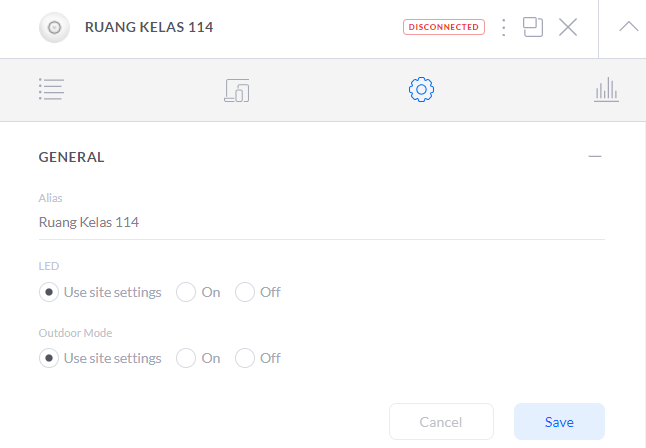 RUANG KELAS 114 DISCONNECTED
GENERAL
Alias
Ruang Kelas 114
LED
Use site settings On Off
Outdoor Mode
Use site settings On Off
Cancel Save